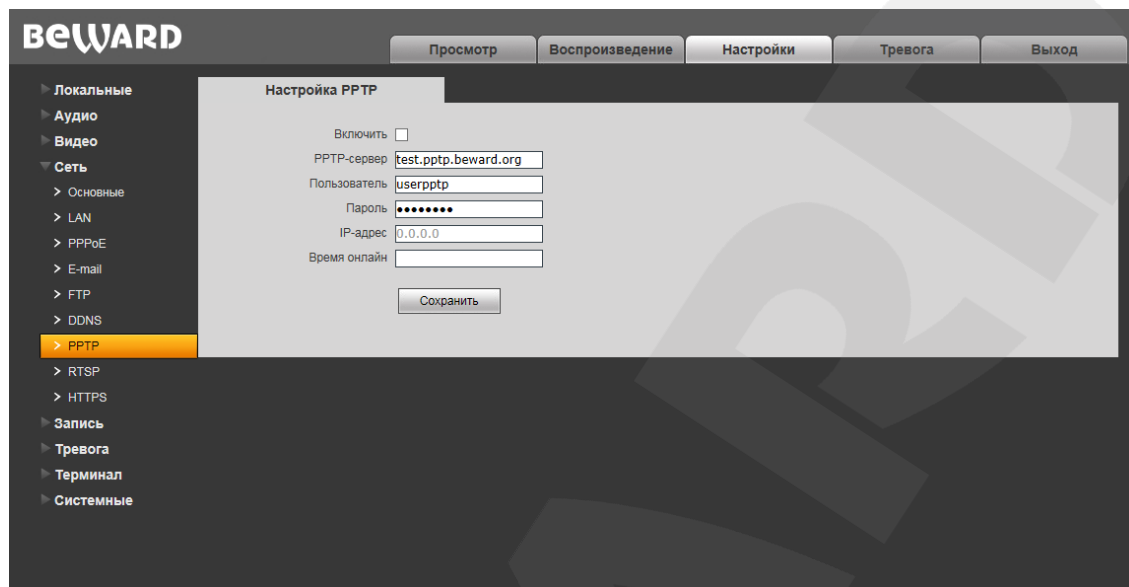 BEWARD
Просмотр
Воспроизведение
Настройки
Тревога
Выход
Локальные
Аудио
Видео
Сеть
> Основные
> LAN
> PPPoE
> E-mail
> FTP
> DDNS
> PPTP
> RTSP
> HTTPS
Запись
Тревога
Терминал
Системные
Настройка PPTP
Включить
PPTP-сервер test.pptp.beward.org
Пользователь userpptp
Пароль ••••••••
IP-адрес 0.0.0.0
Время онлайн
Сохранить